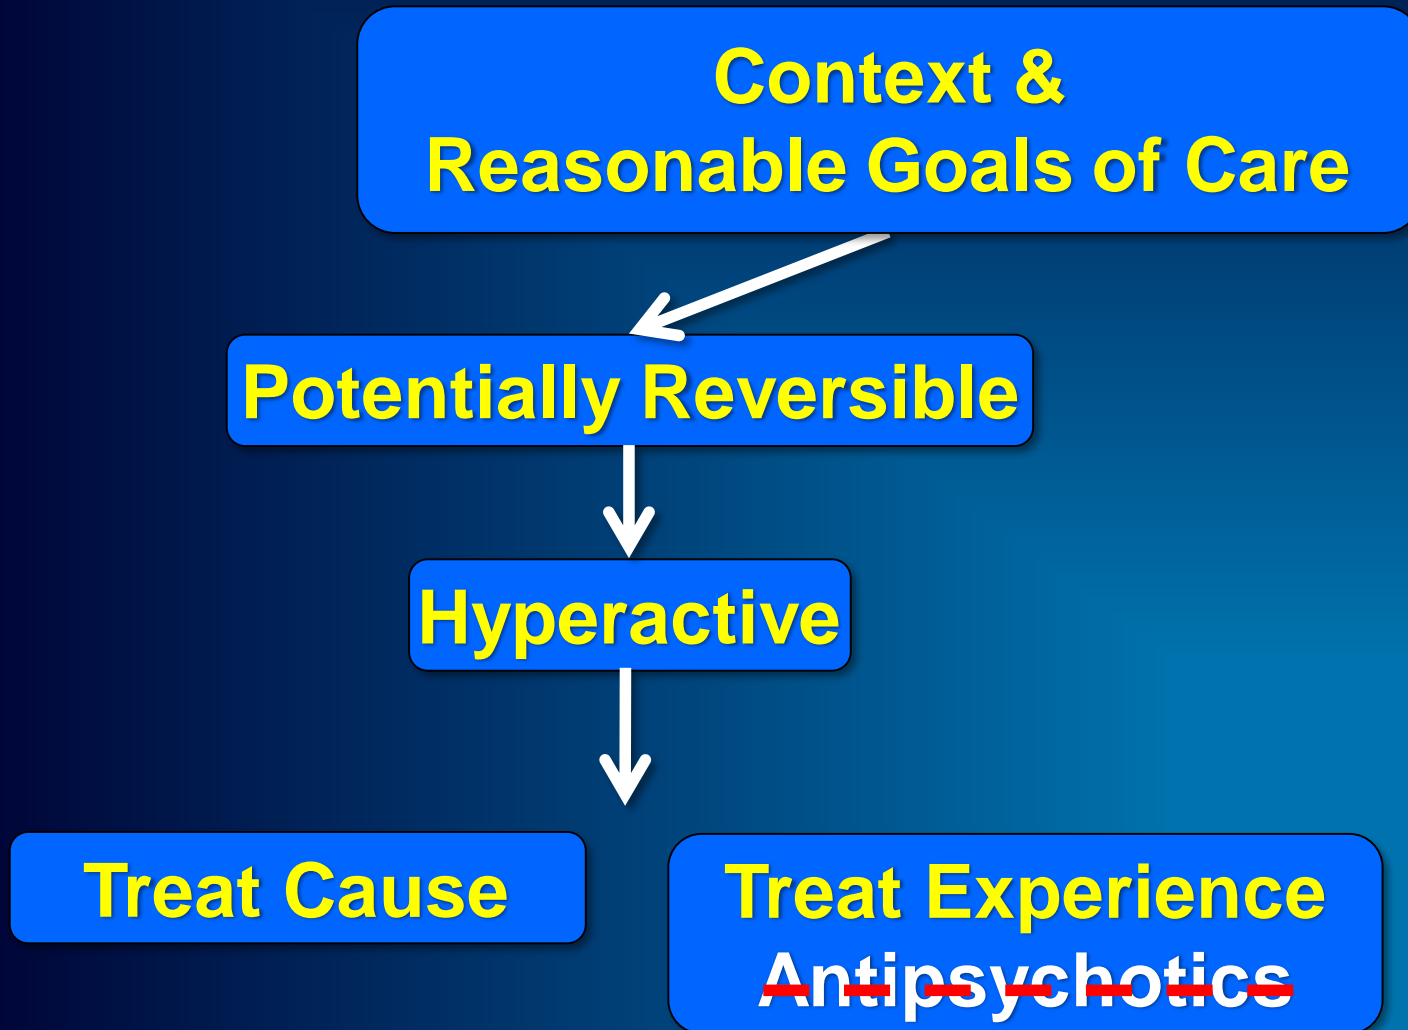 Context &
Reasonable Goals of Care
Potentially Reversible
Hyperactive
Treat Cause
Treat Experience
Antipsychotics